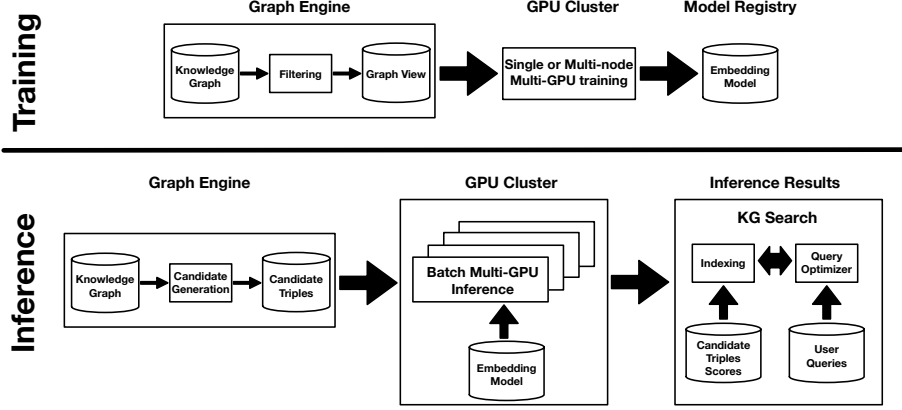 Training
Graph Engine
GPU Cluster
Model Registry
Knowledge
Graph
Filtering
Graph View
Single or Multi-node
Multi-GPU training
Embedding
Model
Inference
Graph Engine
GPU Cluster
Inference Results
Knowledge
Graph
Candidate
Generation
Candidate
Triples
Batch Multi-GPU
Inference
Embedding
Model
KG Search
Indexing
Query
Optimizer
Candidate
Triples
Scores
User
Queries